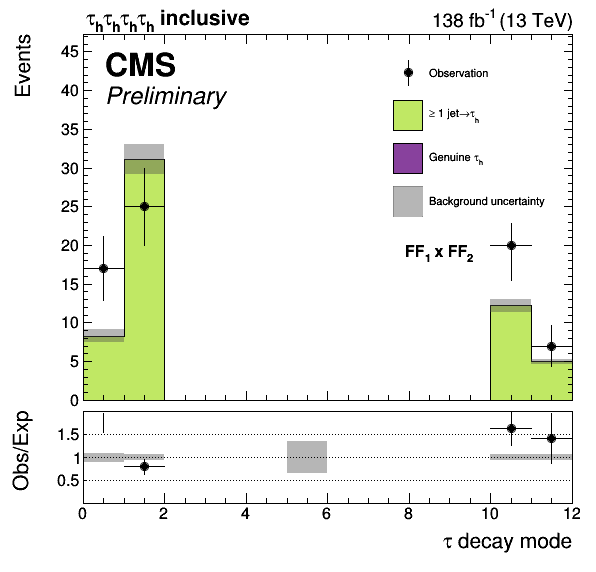 τhτhτhτh inclusive 138 fb⁻¹ (13 TeV)
Events
CMS
Preliminary
Observation
≥ 1 jet→τh
Genuine τh
Background uncertainty
FF₁ x FF₂
45
40
35
30
25
20
15
10
5
0
Obs/Exp
1.5
1
0.5
0 2 4 6 8 10 12
τ decay mode